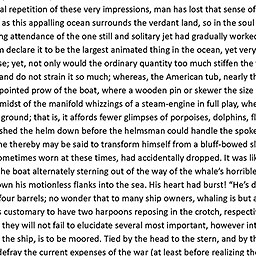 al repetition of these very impressions, man has lost that sense of
as this appalling ocean surrounds the verdant land, so in the soul
ng attendance of the one still and solitary jet had gradually worked
m declare it to be the largest animated thing in the ocean, yet very
se; yet, not only would the ordinary quantity too much stiffen the
and do not strain it so much; whereas, the American tub, nearly th
pointed prow of the boat, where a wooden pin or skewer the size
midst of the manifold whizzings of a steam-engine in full play, whe
ground; that is, it affords fewer glimpses of porpoises, dolphins, fl
shed the helm down before the helmsman could handle the spoke
ne thereby may be said to transform himself from a bluff-bowed sl
ometimes worn at these times, had accidentally dropped. It was lik
he boat alternately sterning out of the way of the whale's horrible
own his motionless flanks into the sea. His heart had burst! "He's d
four barrels; no wonder that to many ship owners, whaling is but a
s customary to have two harpoons reposing in the crotch, respectiv
they will not fail to elucidate several most important, however int
the ship, is to be moored. Tied by the head to the stern, and by th
defray the current expenses of the war (at least before realizing the